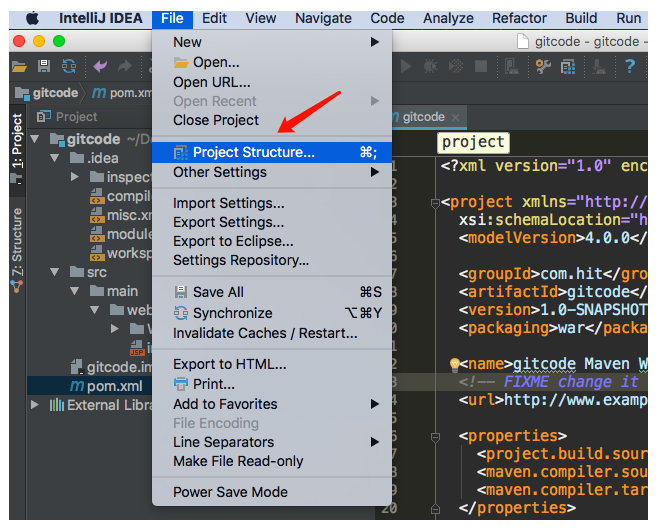 IntelliJ IDEA File Edit View Navigate Code Analyze Refactor Build Run
gitcode - gitcode -
gitcode pom.xm
1: Project
Z: Structure
Project
gitcode ~/D
.idea
inspect
compil
misc.xm
module
worksp
src
main
web
gitcode.im
pom.xml
External Libra
New
Open...
Open URL...
Open Recent
Close Project
Project Structure... ⌘;
Other Settings
Import Settings...
Export Settings...
Export to Eclipse...
Settings Repository...
Save All ⌘S
Synchronize ⌥⌘Y
Invalidate Caches / Restart...
Export to HTML...
Print...
Add to Favorites
File Encoding
Line Separators
Make File Read-only
Power Save Mode
gitcode
project
<?xml version="1.0" enc
<project xmlns="http://
xsi:schemaLocation="h
<modelVersion>4.0.0</
<groupId>com.hit</gro
<artifactId>gitcode</
<version>1.0-SNAPSHOT
<packaging>war</packa
<name>gitcode Maven W
<!-- FIXME change it
<url>http://www.examp
<properties>
<project.build.sour
<maven.compiler.sou
<maven.compiler.tar
20 </properties>